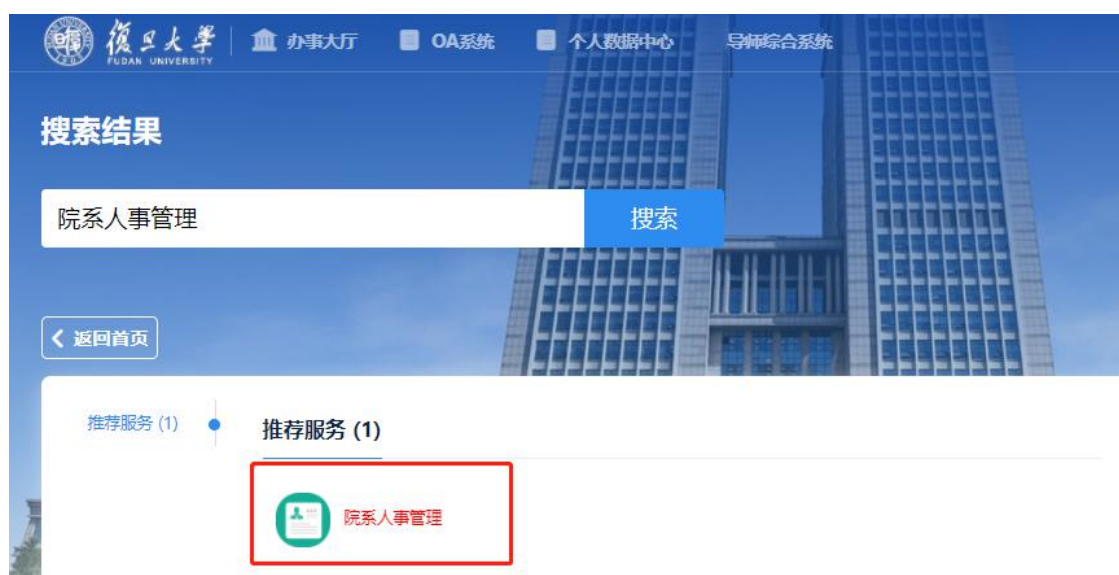 復旦大学 办事大厅 OA系统 个人数据中心 导师综合系统
FUDAN UNIVERSITY
搜索结果
院系人事管理 搜索
返回首页
推荐服务 (1) 推荐服务 (1)
院系人事管理